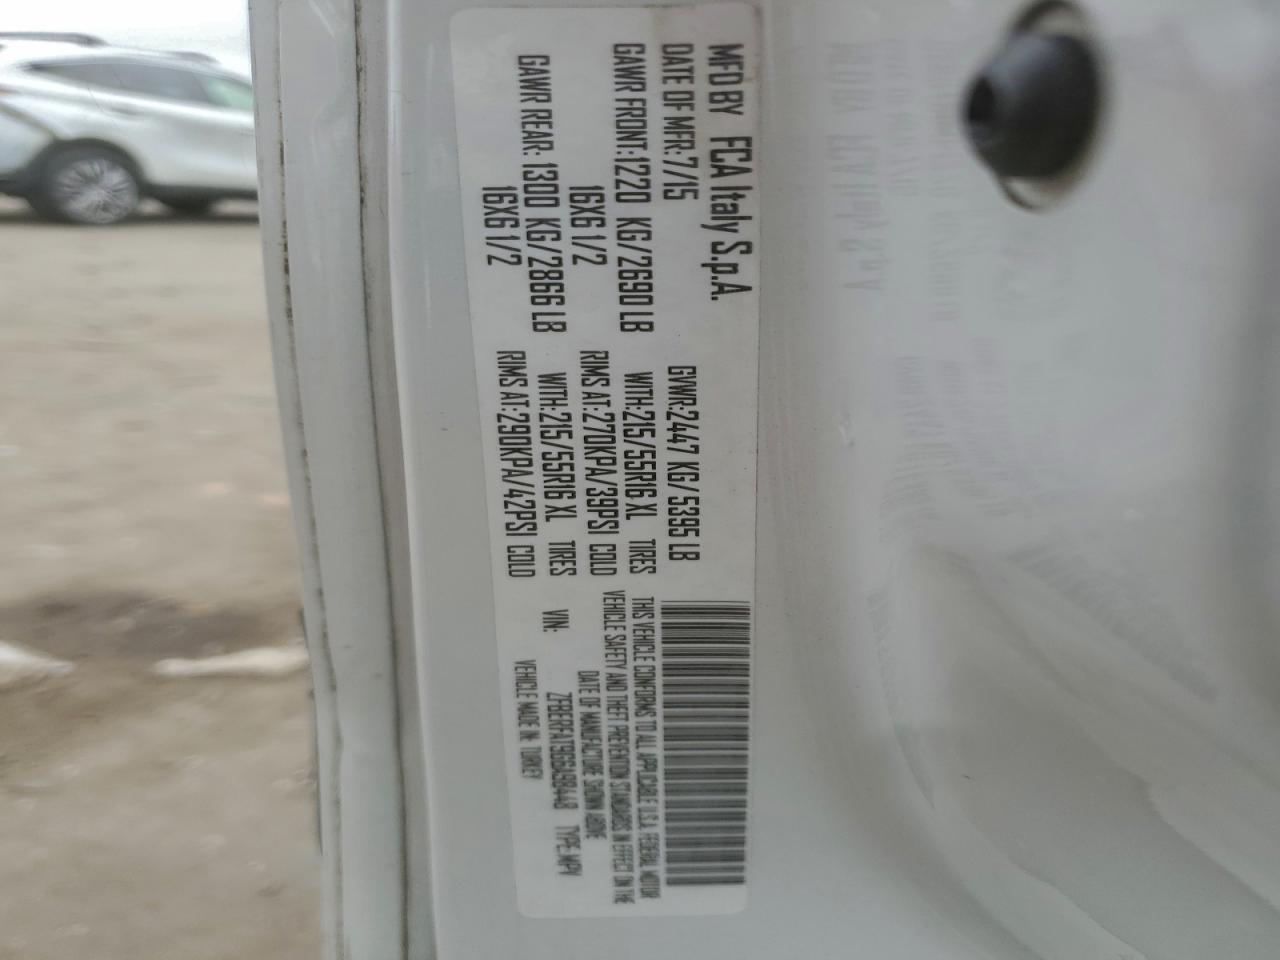 MFD BY FCA Italy S.p.A.
DATE OF MFR: 7/15 GVWR: 2447 KG/ 5395 LB
GAWR FRONT: 1220 KG/ 2690 LB WITH: 215/55R16 XL TIRES
16X6 1/2 RIMS AT: 270KPA/39PSI COLD
GAWR REAR: 1300 KG/ 2866 LB WITH: 215/55R16 XL TIRES
16X6 1/2 RIMS AT: 290KPA/42PSI COLD
THIS VEHICLE CONFORMS TO ALL APPLICABLE U.S.A. FEDERAL MOTOR
VEHICLE SAFETY AND THEFT PREVENTION STANDARDS IN EFFECT ON THE
DATE OF MANUFACTURE SHOWN ABOVE
VIN: TYPE: MPV
VEHICLE MADE IN TURKEY